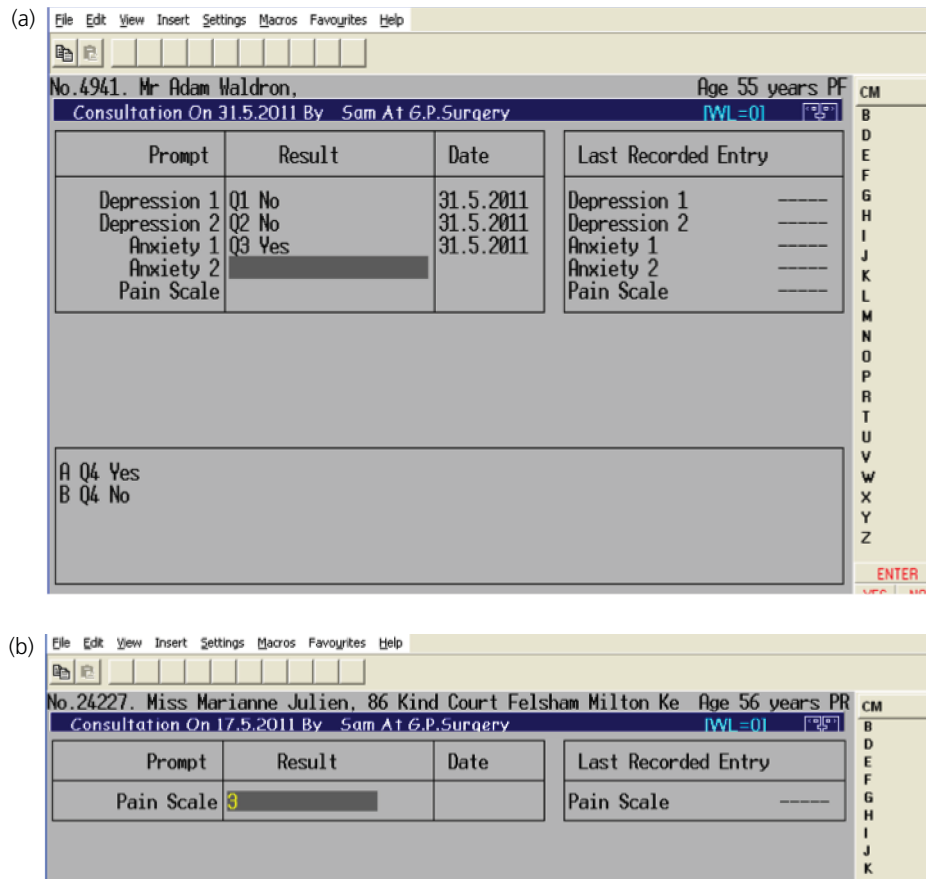 (a)
File Edit View Insert Settings Macros Favourites Help
No.4941. Mr Adam Waldron, Age 55 years PF
Consultation On 31.5.2011 By Sam At G.P.Surgery [WL=0]
Prompt Result Date Last Recorded Entry
Depression 1 Q1 No 31.5.2011 Depression 1 -----
Depression 2 Q2 No 31.5.2011 Depression 2 -----
Anxiety 1 Q3 Yes 31.5.2011 Anxiety 1 -----
Anxiety 2 Anxiety 2 -----
Pain Scale Pain Scale -----
A Q4 Yes
B Q4 No
CM
B
D
E
F
G
H
I
J
K
L
M
N
O
P
R
T
U
V
W
X
Y
Z
ENTER
YES NO
(b)
File Edit View Insert Settings Macros Favourites Help
No.24227. Miss Marianne Julien, 86 Kind Court Felsham Milton Ke Age 56 years PR
Consultation On 17.5.2011 By Sam At G.P.Surgery [WL=0]
Prompt Result Date Last Recorded Entry
Pain Scale 3 Pain Scale -----
CM
B
D
E
F
G
H
I
J
K